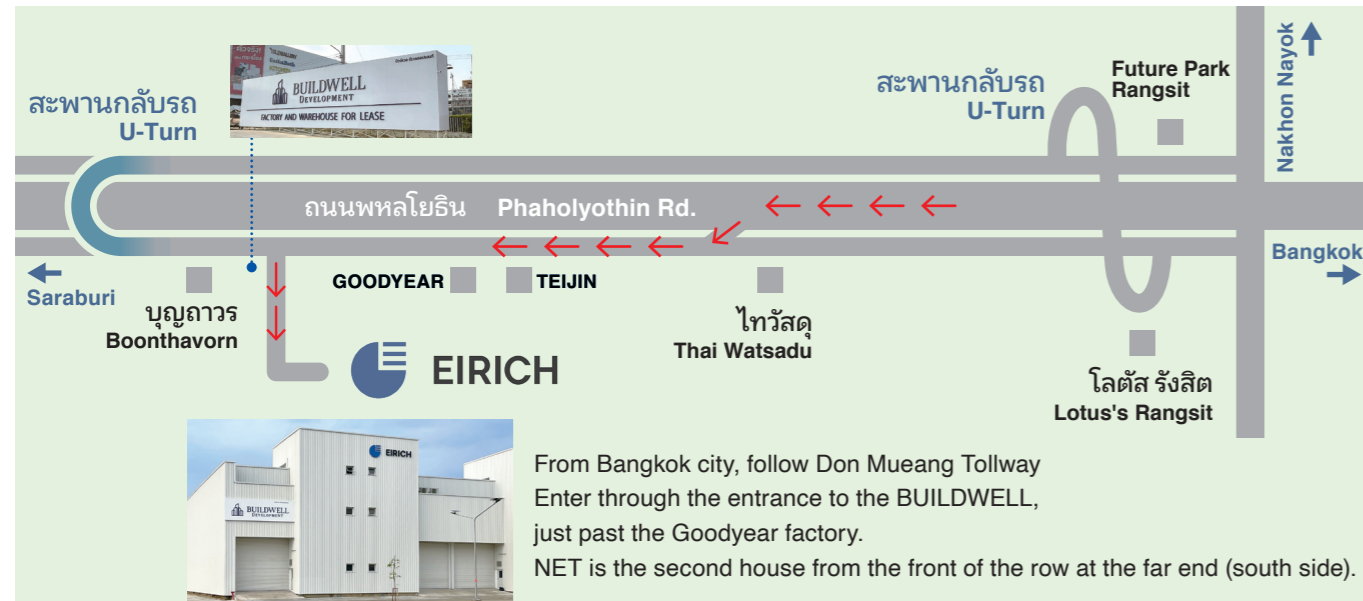 สะพานกลับรถ
U-Turn
BUILDWELL
DEVELOPMENT
FACTORY AND WAREHOUSE FOR LEASE
สะพานกลับรถ
U-Turn
Future Park
Rangsit
Nakhon Nayok
ถนนพหลโยธิน Phaholyothin Rd.
Bangkok
Saraburi
บุญถาวร
Boonthavorn
GOODYEAR
TEIJIN
ไทวัสดุ
Thai Watsadu
โลตัส รังสิต
Lotus's Rangsit
EIRICH
EIRICH
BUILDWELL
DEVELOPMENT
From Bangkok city, follow Don Mueang Tollway
Enter through the entrance to the BUILDWELL,
just past the Goodyear factory.
NET is the second house from the front of the row at the far end (south side).